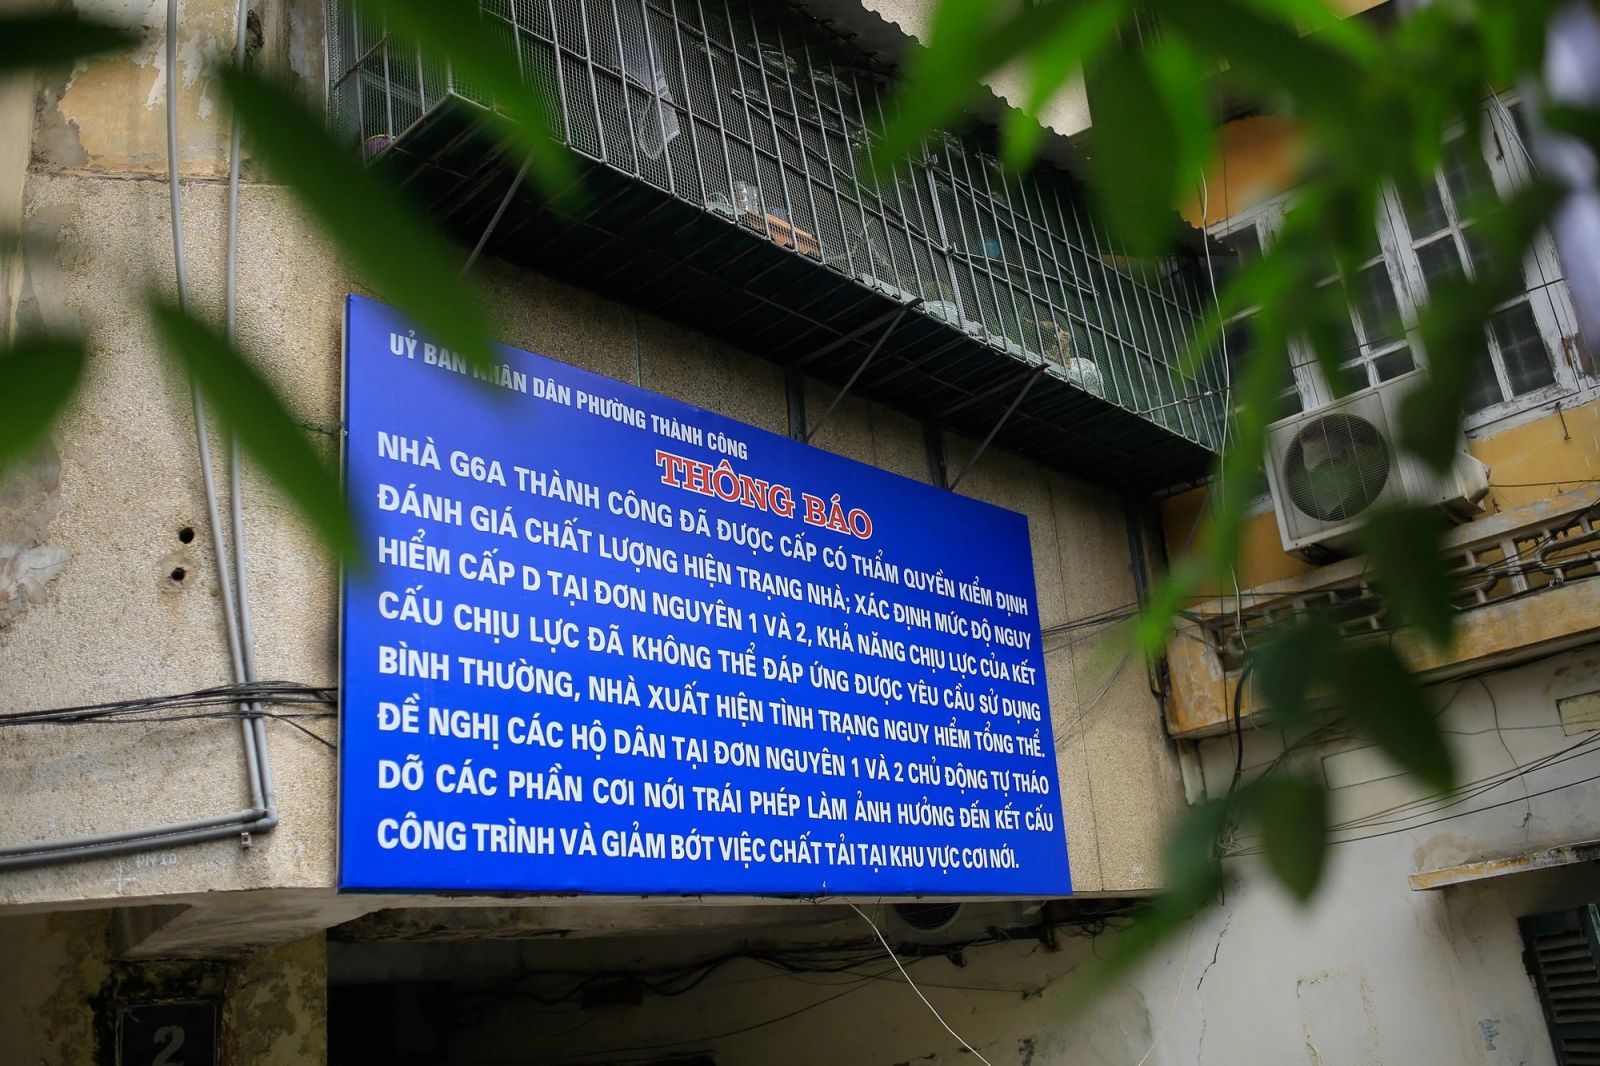 UỶ BAN NHÂN DÂN PHƯỜNG THÀNH CÔNG
THÔNG BÁO
NHÀ G6A THÀNH CÔNG ĐÃ ĐƯỢC CẤP CÓ THẨM QUYỀN KIỂM ĐỊNH
ĐÁNH GIÁ CHẤT LƯỢNG HIỆN TRẠNG NHÀ; XÁC ĐỊNH MỨC ĐỘ NGUY
HIỂM CẤP D TẠI ĐƠN NGUYÊN 1 VÀ 2, KHẢ NĂNG CHỊU LỰC CỦA KẾT
CẤU CHỊU LỰC ĐÃ KHÔNG THỂ ĐÁP ỨNG ĐƯỢC YÊU CẦU SỬ DỤNG
BÌNH THƯỜNG, NHÀ XUẤT HIỆN TÌNH TRẠNG NGUY HIỂM TỔNG THỂ.
ĐỀ NGHỊ CÁC HỘ DÂN TẠI ĐƠN NGUYÊN 1 VÀ 2 CHỦ ĐỘNG TỰ THÁO
DỠ CÁC PHẦN CƠI NỚI TRÁI PHÉP LÀM ẢNH HƯỞNG ĐẾN KẾT CẤU
CÔNG TRÌNH VÀ GIẢM BỚT VIỆC CHẤT TẢI TẠI KHU VỰC CƠI NỚI.
2